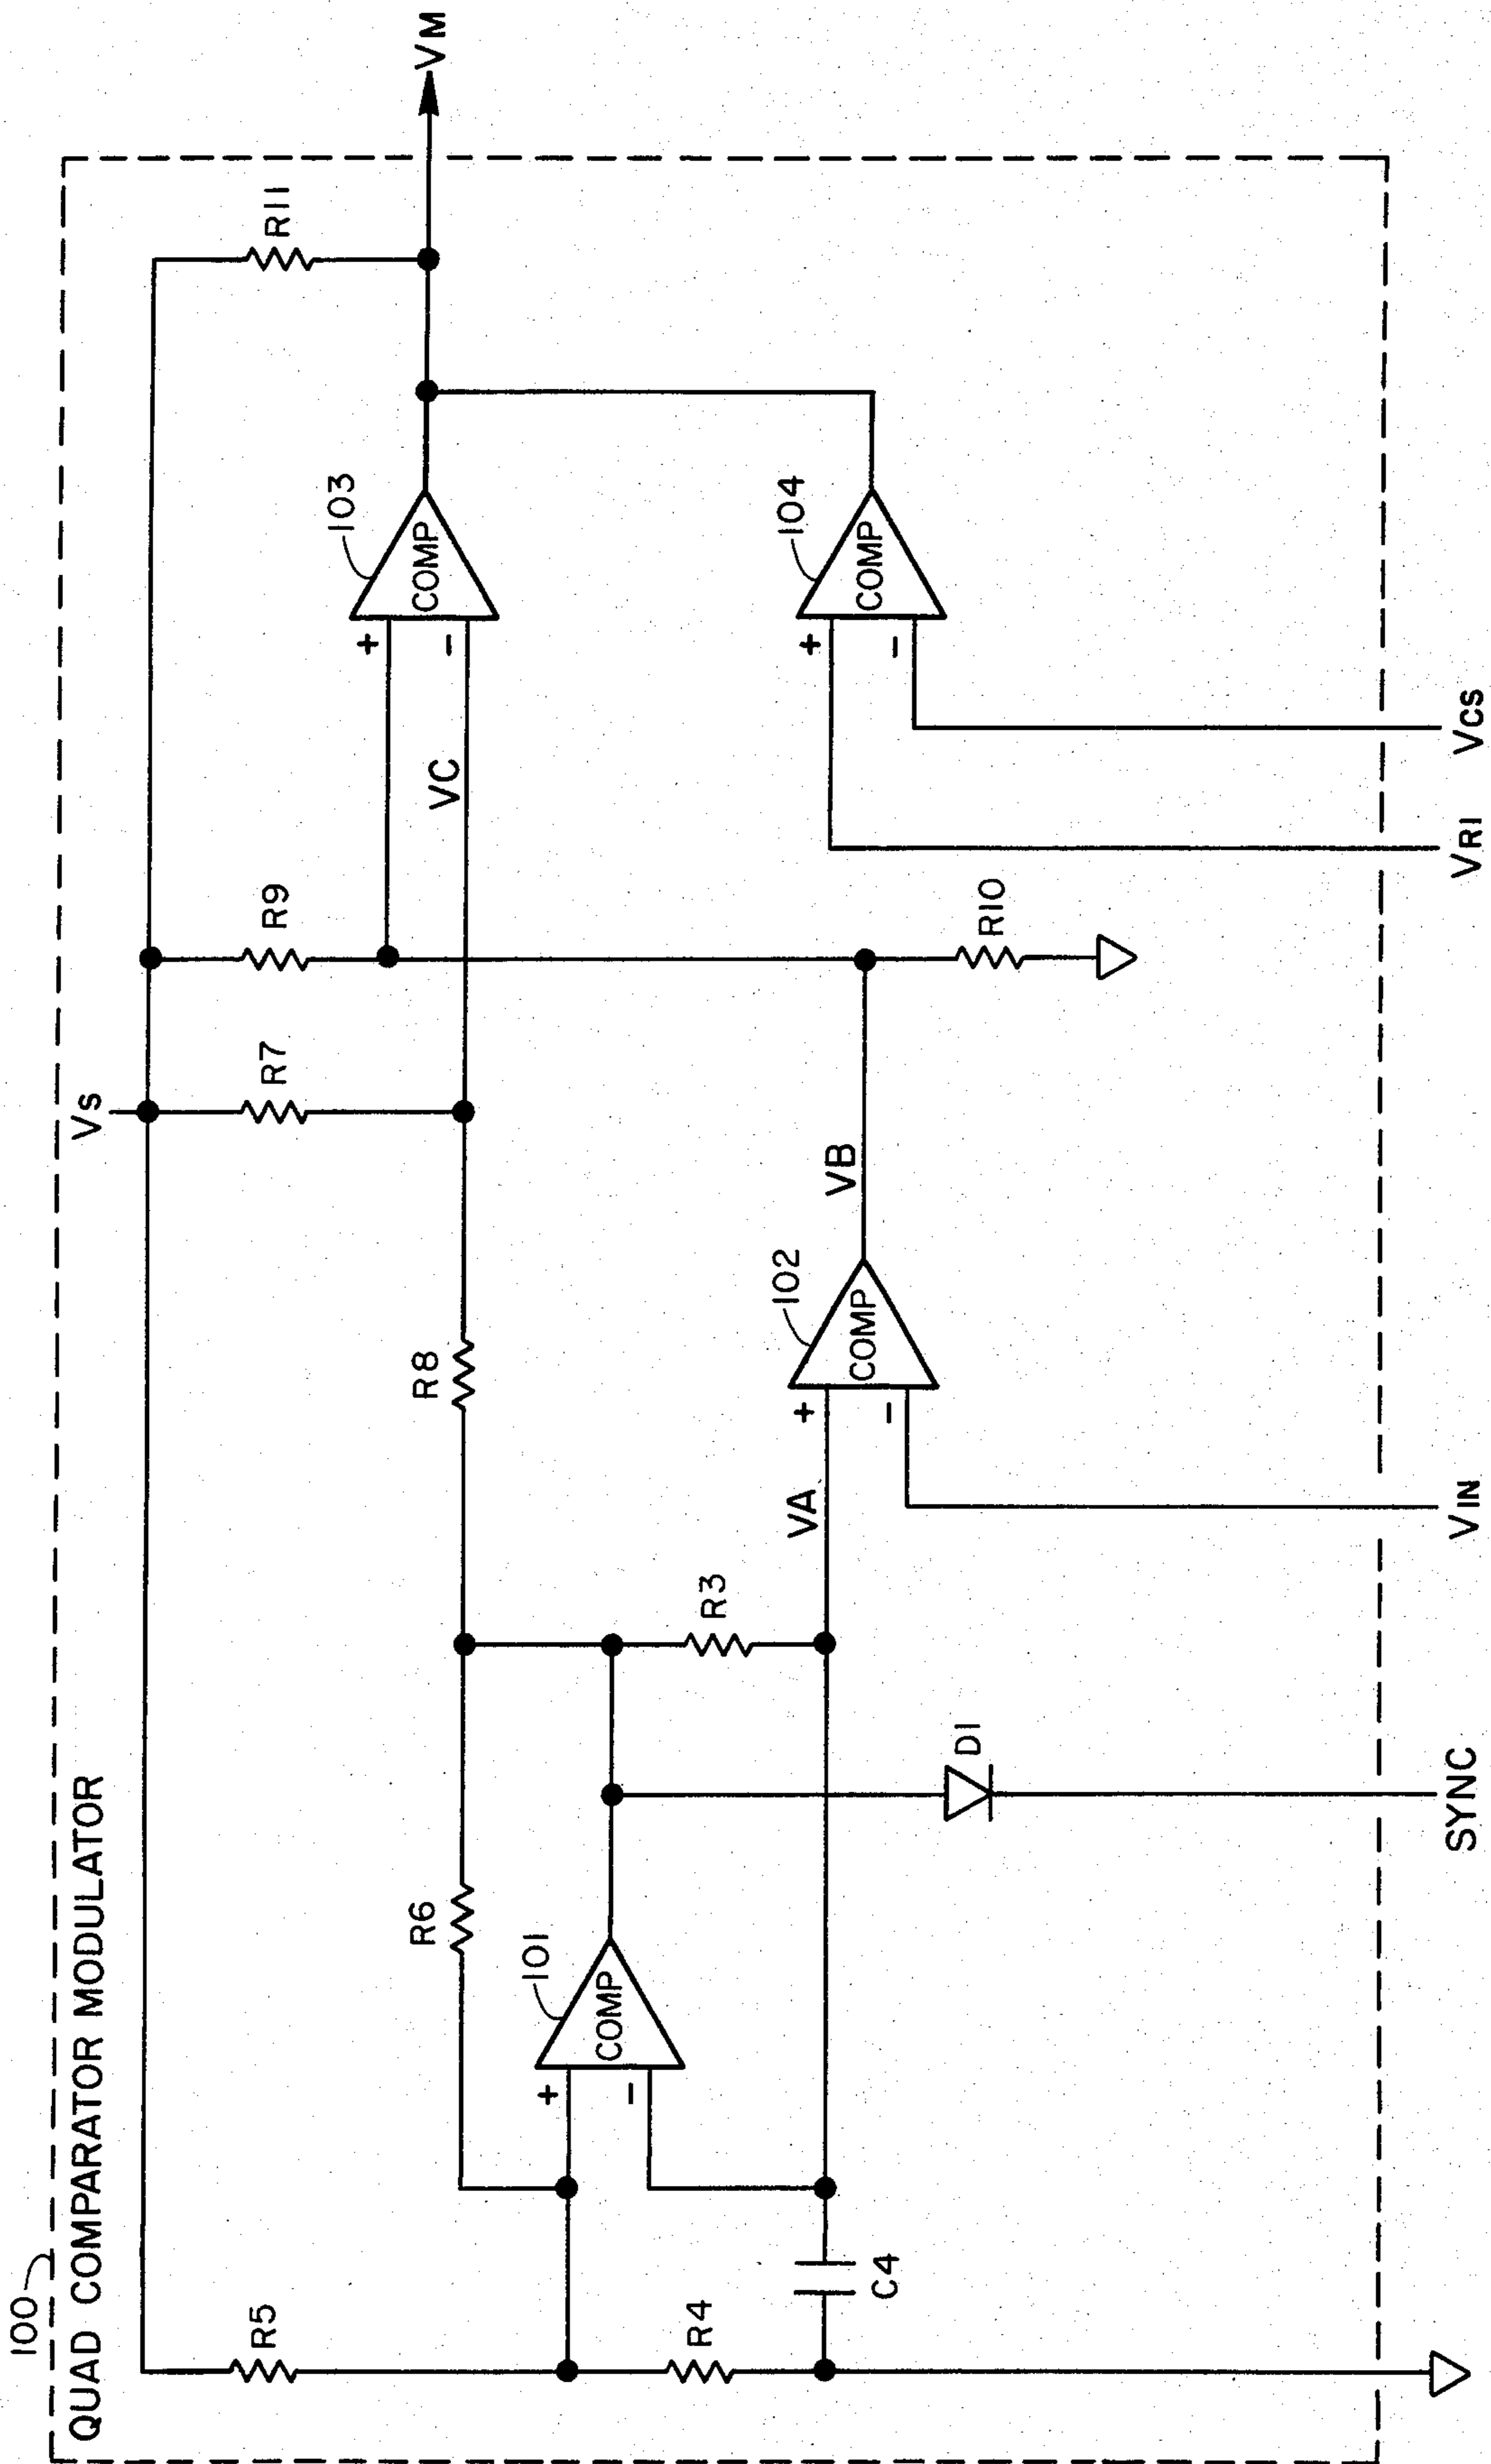 100
QUAD COMPARATOR MODULATOR
VS
R5
R7
R9
R11
VM
R6
R8
VC
+
-
COMP
103
+
-
COMP
101
R4
R3
C4
VA
+
-
COMP
102
VB
+
-
COMP
104
D1
R10
SYNC
VIN
VR1
VCS